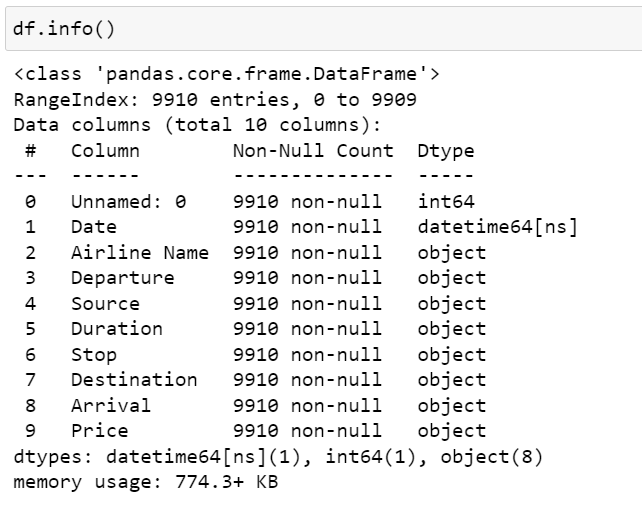 df.info()
<class 'pandas.core.frame.DataFrame'>
RangeIndex: 9910 entries, 0 to 9909
Data columns (total 10 columns):
 #   Column        Non-Null Count  Dtype
---  ------        --------------  -----
 0   Unnamed: 0    9910 non-null   int64
 1   Date          9910 non-null   datetime64[ns]
 2   Airline Name  9910 non-null   object
 3   Departure     9910 non-null   object
 4   Source        9910 non-null   object
 5   Duration      9910 non-null   object
 6   Stop          9910 non-null   object
 7   Destination   9910 non-null   object
 8   Arrival       9910 non-null   object
 9   Price         9910 non-null   object
dtypes: datetime64[ns](1), int64(1), object(8)
memory usage: 774.3+ KB